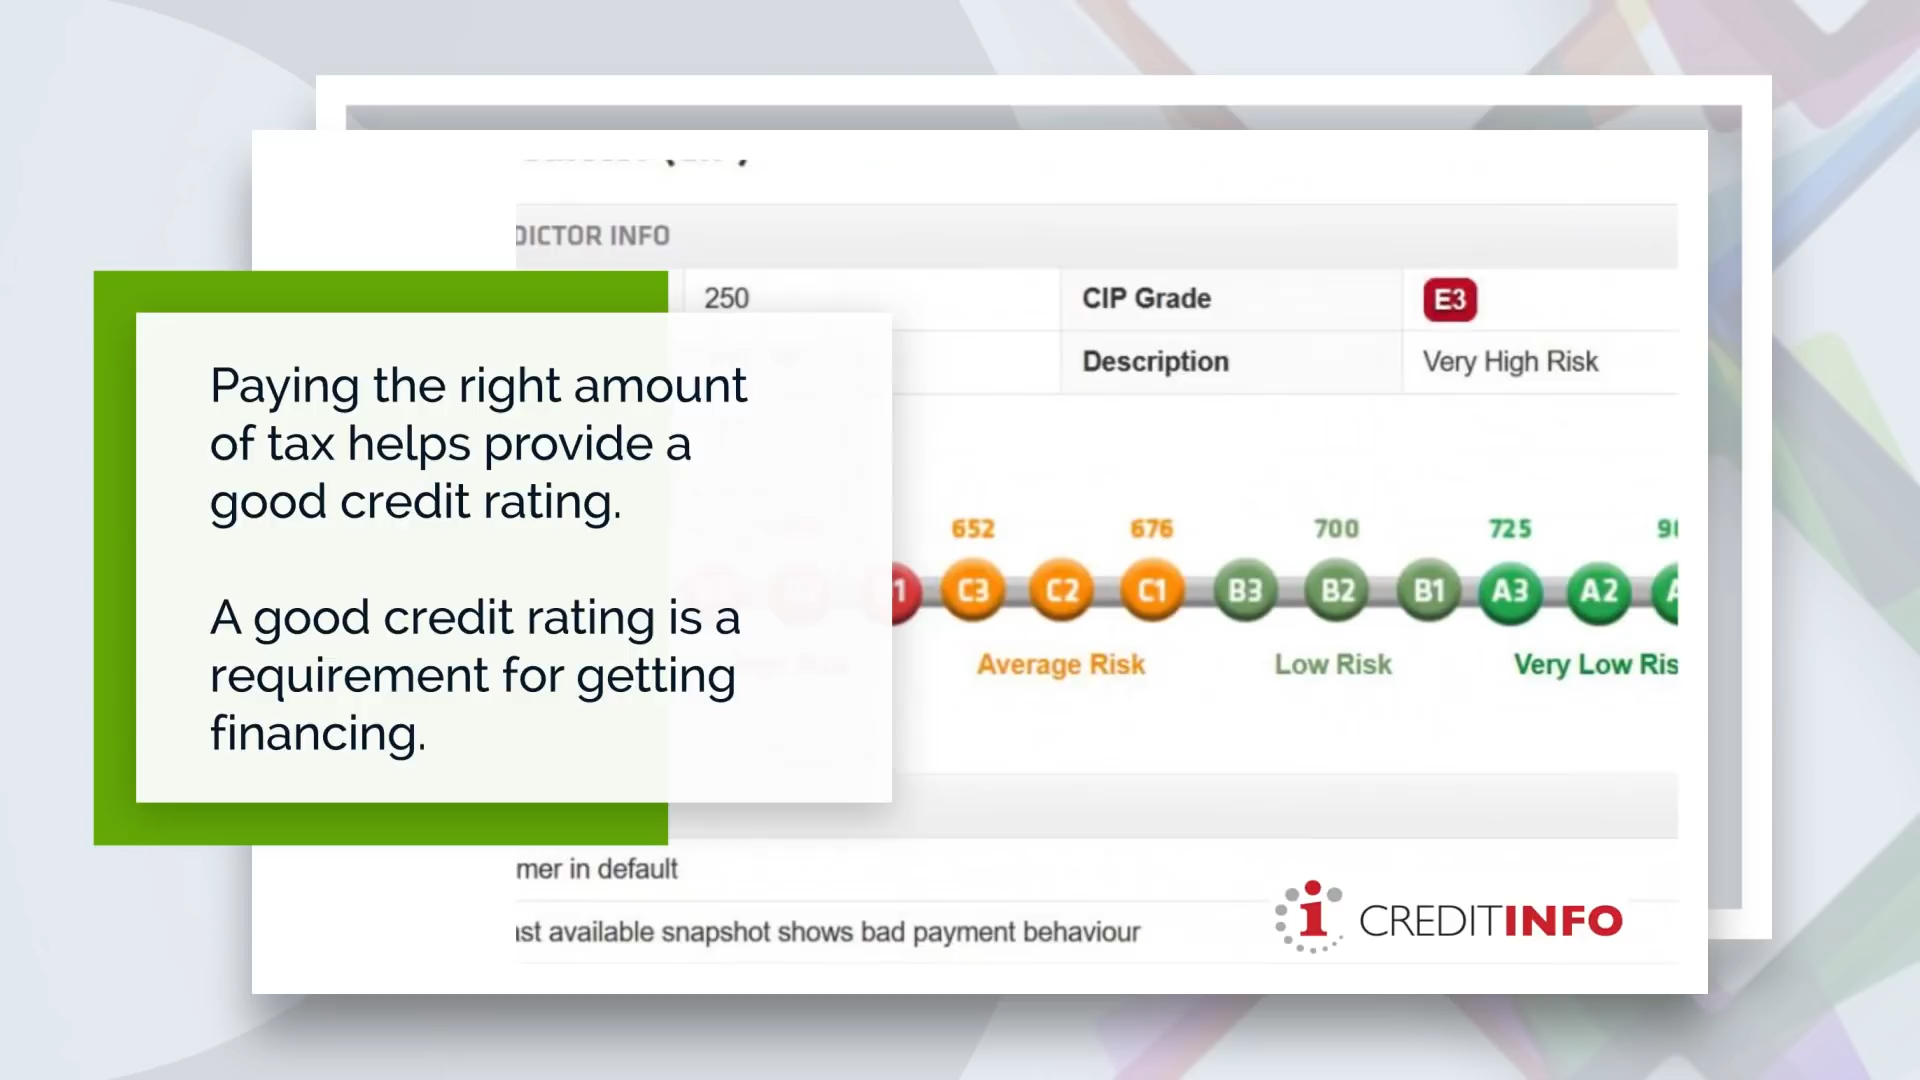 DICTOR INFO
250
CIP Grade
E3
Description
Very High Risk
Paying the right amount
of tax helps provide a
good credit rating.
A good credit rating is a
requirement for getting
financing.
652
676
700
725
C3
C2
C1
B3
B2
B1
A3
A2
Average Risk
Low Risk
Very Low Ris
mer in default
ast available snapshot shows bad payment behaviour
CREDITINFO